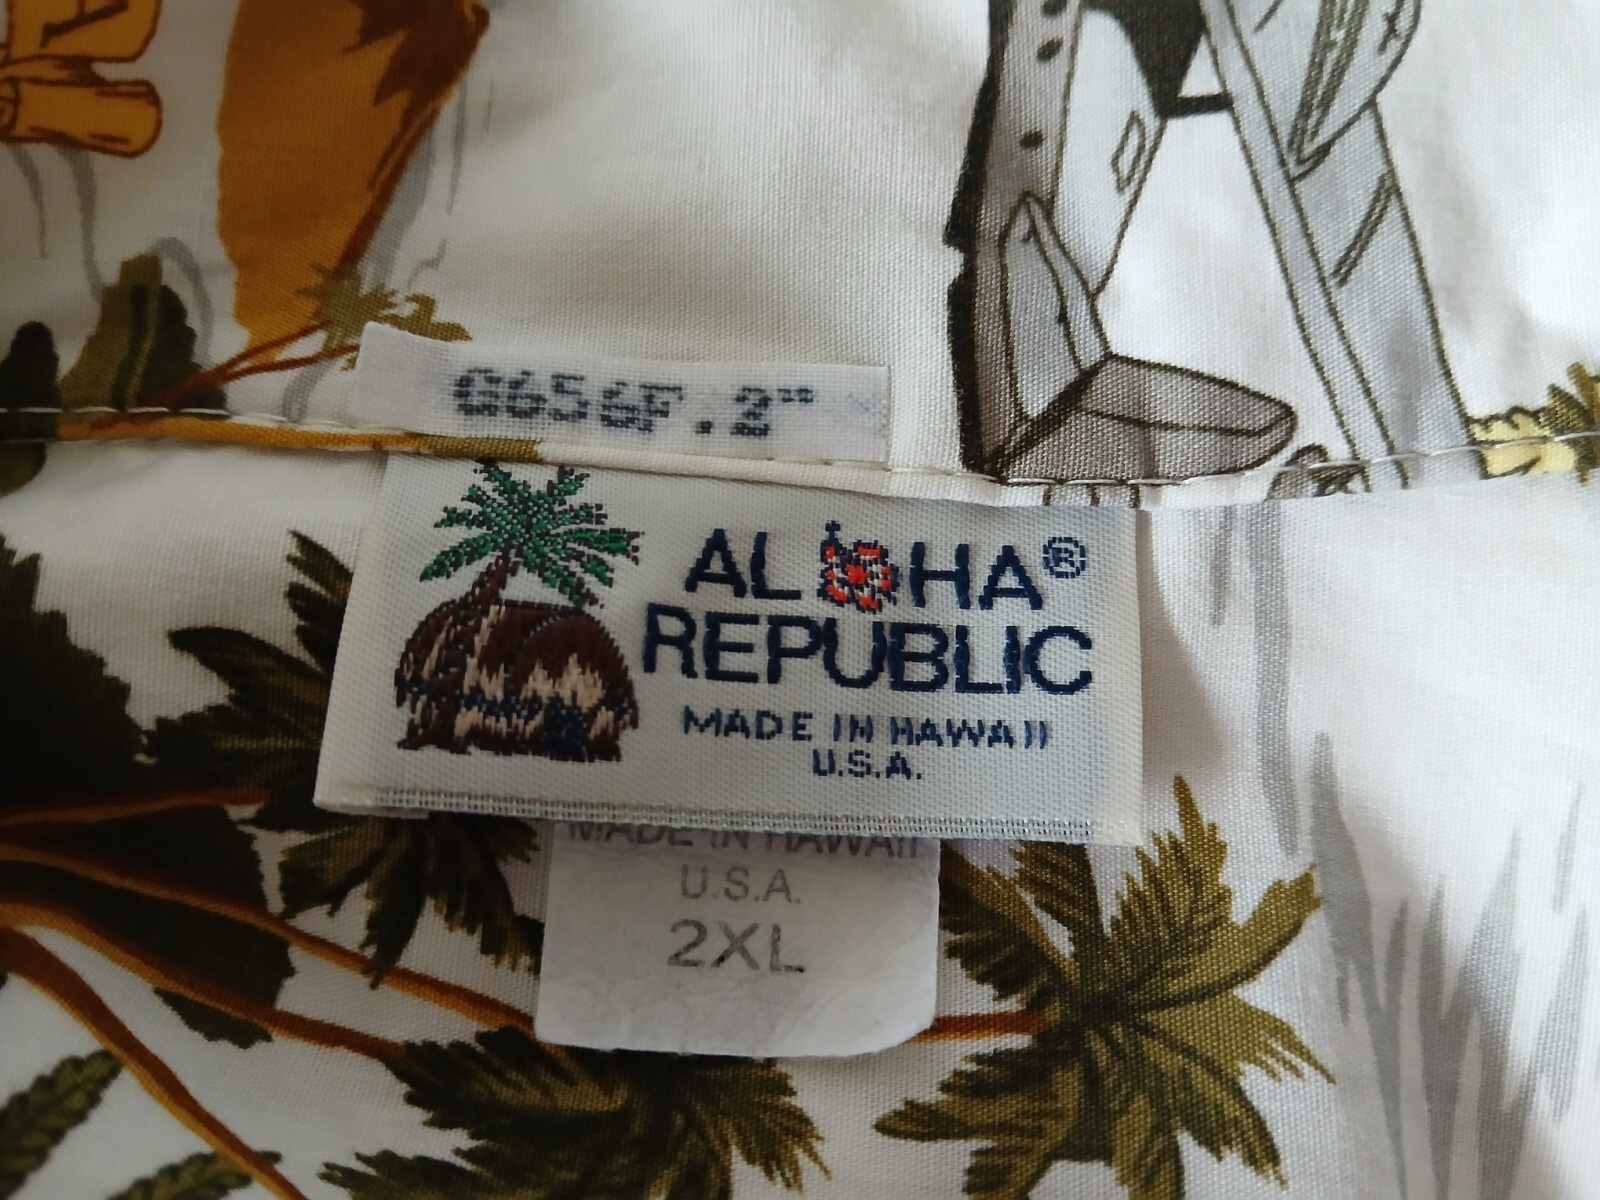 G656F.2"
ALOHA®
REPUBLIC
MADE IN HAWAII
U.S.A.
MADE IN HAWAII
U.S.A.
2XL